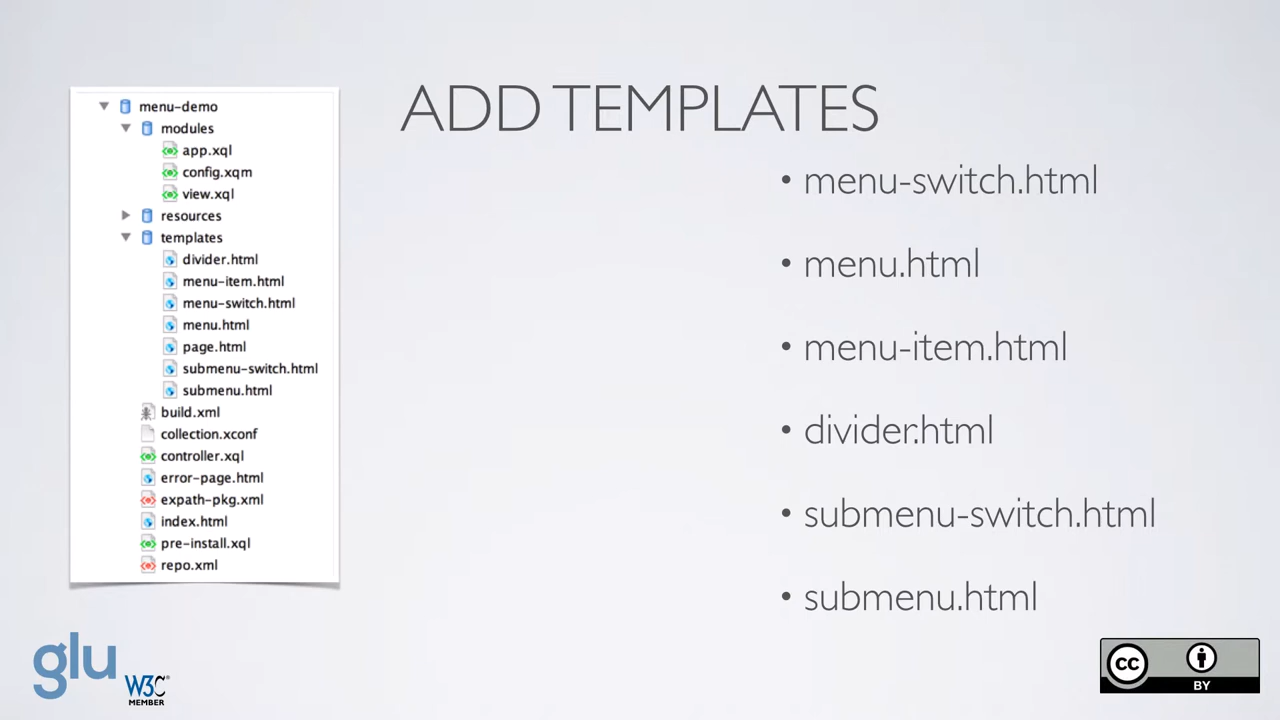 ADD TEMPLATES
menu-demo
modules
app.xql
config.xqm
view.xql
resources
templates
divider.html
menu-item.html
menu-switch.html
menu.html
page.html
submenu-switch.html
submenu.html
build.xml
collection.xconf
controller.xql
error-page.html
expath-pkg.xml
index.html
pre-install.xql
repo.xml
• menu-switch.html
• menu.html
• menu-item.html
• divider.html
• submenu-switch.html
• submenu.html
glu
W3C®
MEMBER
cc
BY